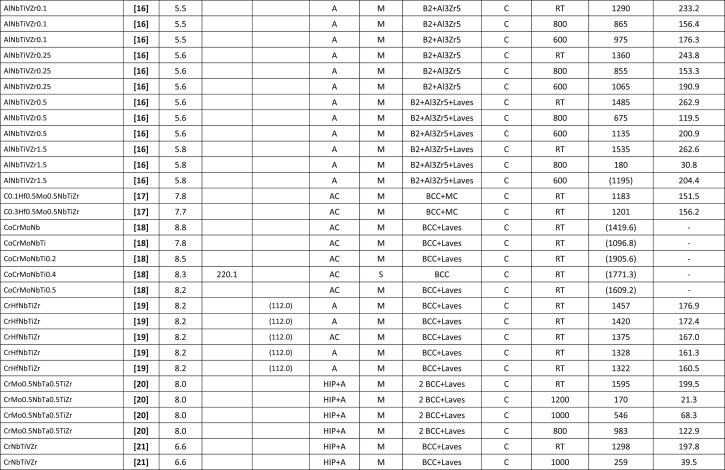 AlNbTiVZr0.1 [16] 5.5 A M B2+Al3Zr5 C RT 1290 233.2
AlNbTiVZr0.1 [16] 5.5 A M B2+Al3Zr5 C 800 865 156.4
AlNbTiVZr0.1 [16] 5.5 A M B2+Al3Zr5 C 600 975 176.3
AlNbTiVZr0.25 [16] 5.6 A M B2+Al3Zr5 C RT 1360 243.8
AlNbTiVZr0.25 [16] 5.6 A M B2+Al3Zr5 C 800 855 153.3
AlNbTiVZr0.25 [16] 5.6 A M B2+Al3Zr5 C 600 1065 190.9
AlNbTiVZr0.5 [16] 5.6 A M B2+Al3Zr5+Laves C RT 1485 262.9
AlNbTiVZr0.5 [16] 5.6 A M B2+Al3Zr5+Laves C 800 675 119.5
AlNbTiVZr0.5 [16] 5.6 A M B2+Al3Zr5+Laves C 600 1135 200.9
AlNbTiVZr1.5 [16] 5.8 A M B2+Al3Zr5+Laves C RT 1535 262.6
AlNbTiVZr1.5 [16] 5.8 A M B2+Al3Zr5+Laves C 800 180 30.8
AlNbTiVZr1.5 [16] 5.8 A M B2+Al3Zr5+Laves C 600 (1195) 204.4
C0.1Hf0.5Mo0.5NbTiZr [17] 7.8 AC M BCC+MC C RT 1183 151.5
C0.3Hf0.5Mo0.5NbTiZr [17] 7.7 AC M BCC+MC C RT 1201 156.2
CoCrMoNb [18] 8.8 AC M BCC+Laves C RT (1419.6) -
CoCrMoNbTi [18] 7.8 AC M BCC+Laves C RT (1096.8) -
CoCrMoNbTi0.2 [18] 8.5 AC M BCC+Laves C RT (1905.6) -
CoCrMoNbTi0.4 [18] 8.3 220.1 AC S BCC C RT (1771.3) -
CoCrMoNbTi0.5 [18] 8.2 AC M BCC+Laves C RT (1609.2) -
CrHfNbTiZr [19] 8.2 (112.0) A M BCC+Laves C RT 1457 176.9
CrHfNbTiZr [19] 8.2 (112.0) A M BCC+Laves C RT 1420 172.4
CrHfNbTiZr [19] 8.2 (112.0) AC M BCC+Laves C RT 1375 167.0
CrHfNbTiZr [19] 8.2 (112.0) A M BCC+Laves C RT 1328 161.3
CrHfNbTiZr [19] 8.2 (112.0) A M BCC+Laves C RT 1322 160.5
CrMo0.5NbTa0.5TiZr [20] 8.0 HIP+A M 2 BCC+Laves C RT 1595 199.5
CrMo0.5NbTa0.5TiZr [20] 8.0 HIP+A M 2 BCC+Laves C 1200 170 21.3
CrMo0.5NbTa0.5TiZr [20] 8.0 HIP+A M 2 BCC+Laves C 1000 546 68.3
CrMo0.5NbTa0.5TiZr [20] 8.0 HIP+A M 2 BCC+Laves C 800 983 122.9
CrNbTiVZr [21] 6.6 HIP+A M BCC+Laves C RT 1298 197.8
CrNbTiVZr [21] 6.6 HIP+A M BCC+Laves C 1000 259 39.5